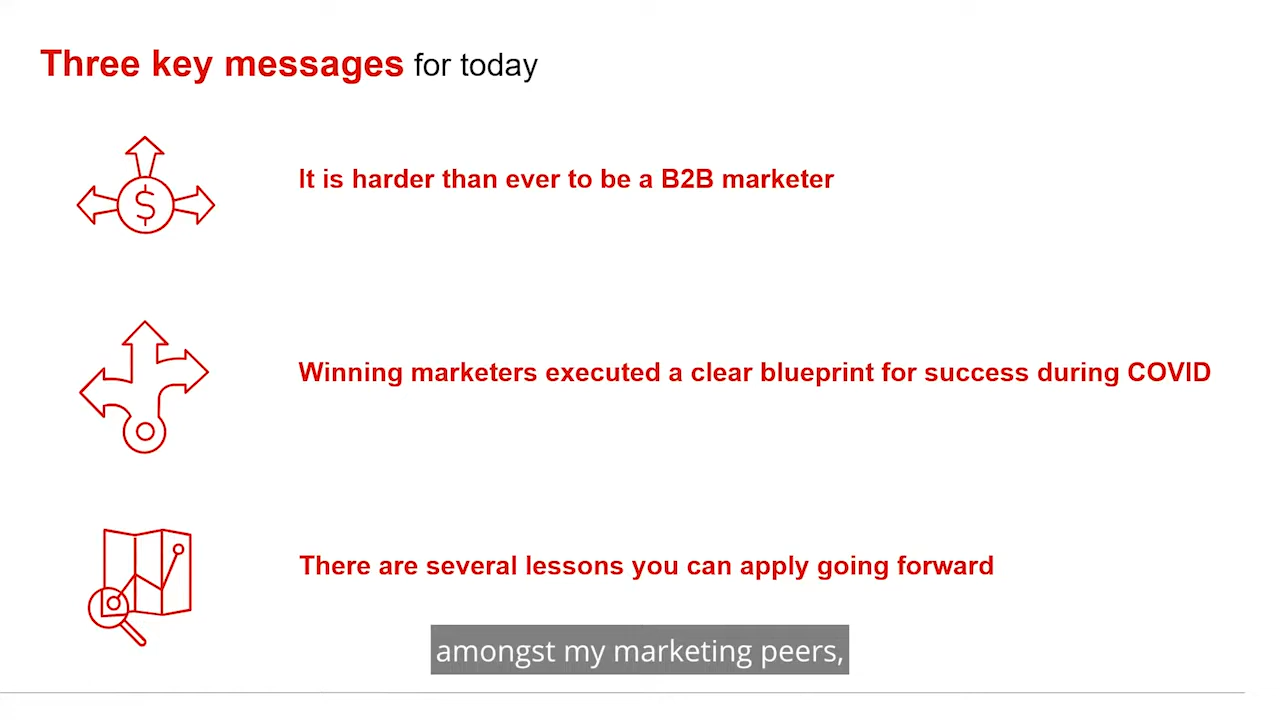 Three key messages for today
$
It is harder than ever to be a B2B marketer
Winning marketers executed a clear blueprint for success during COVID
There are several lessons you can apply going forward
amongst my marketing peers,